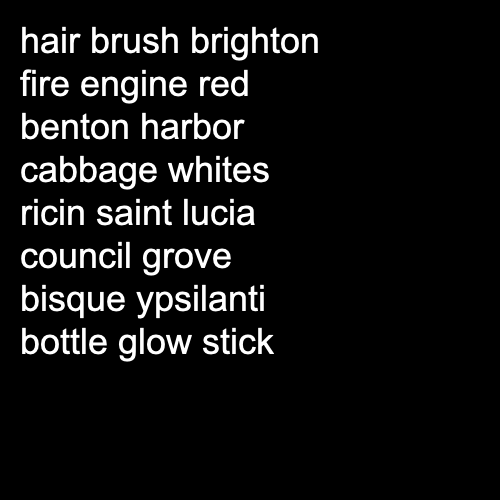 hair brush brighton
fire engine red
benton harbor
cabbage whites
ricin saint lucia
council grove
bisque ypsilanti
bottle glow stick